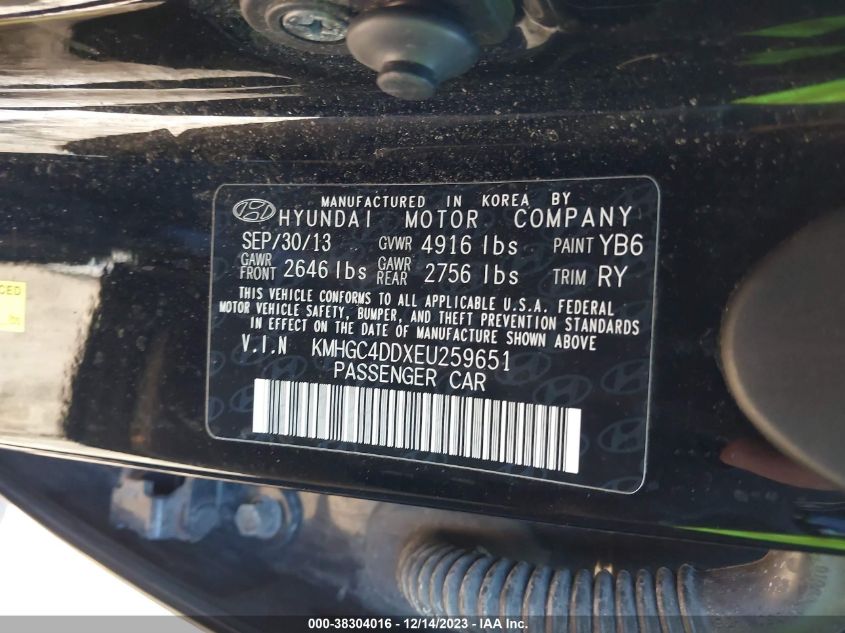 MANUFACTURED IN KOREA BY
HYUNDAI MOTOR COMPANY
SEP/30/13 GVWR 4916 lbs PAINT YB6
GAWR FRONT 2646 lbs GAWR REAR 2756 lbs TRIM RY
THIS VEHICLE CONFORMS TO ALL APPLICABLE U.S.A. FEDERAL
MOTOR VEHICLE SAFETY, BUMPER, AND THEFT PREVENTION STANDARDS
IN EFFECT ON THE DATE OF MANUFACTURE SHOWN ABOVE
V.I.N KMHGC4DDXEU259651
PASSENGER CAR
CED
000-38304016 - 12/14/2023 - IAA Inc.